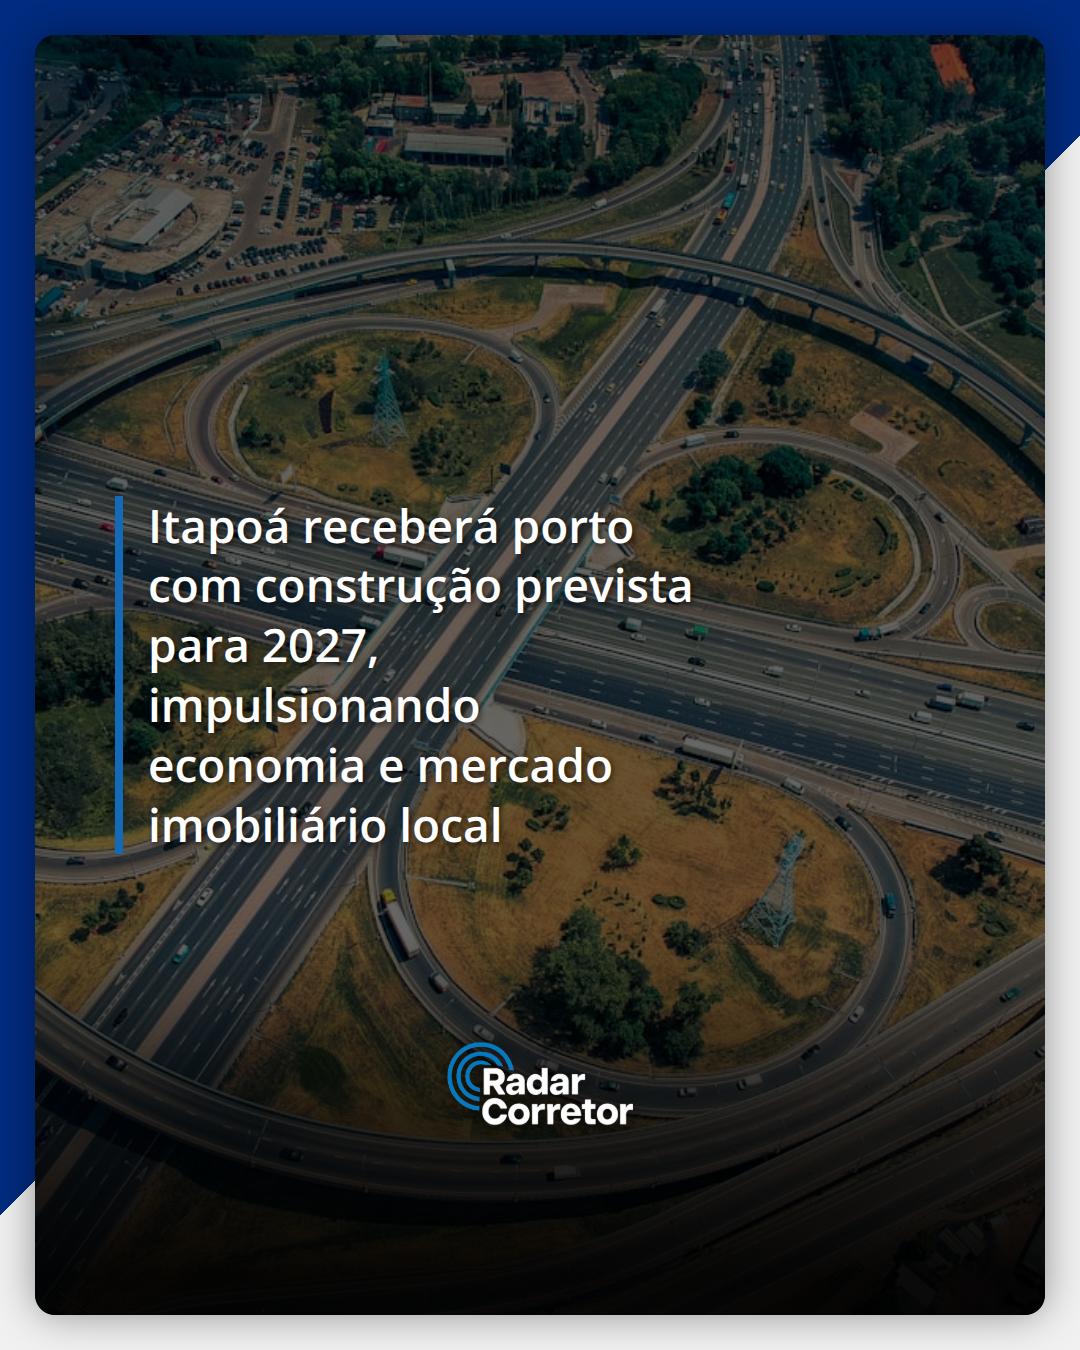 Itapoá receberá porto
com construção prevista
para 2027,
impulsionando
economia e mercado
imobiliário local
Radar
Corretor